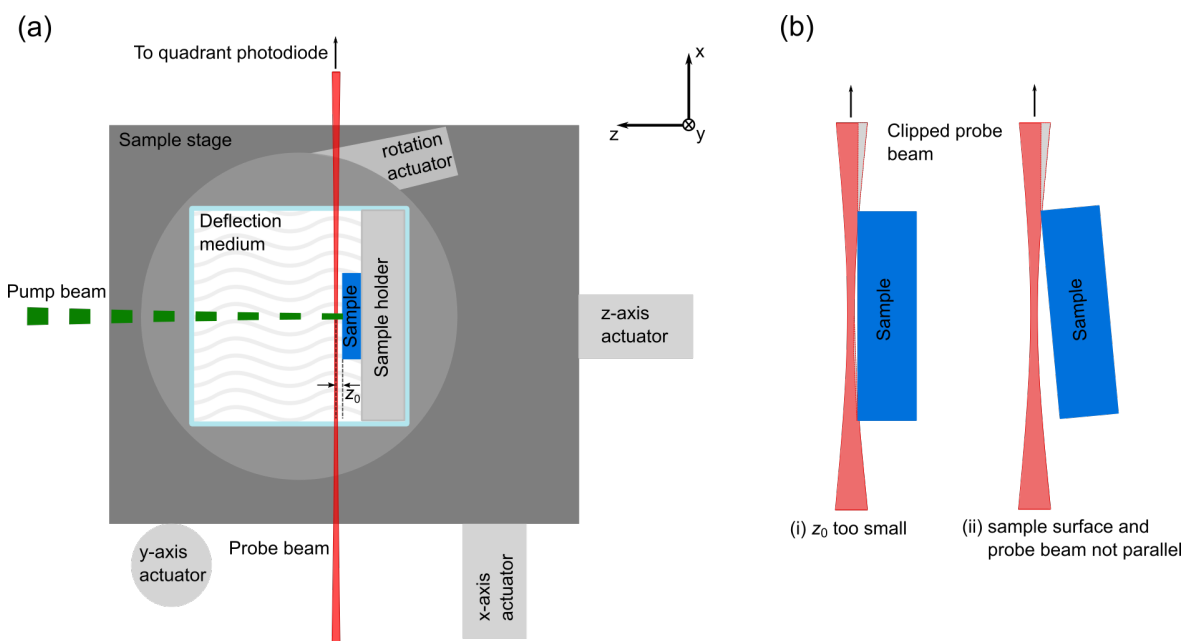 (a)
To quadrant photodiode
x
z
y
Sample stage
rotation
actuator
Deflection
medium
Pump beam
Sample
Sample holder
z0
z-axis
actuator
Probe beam
y-axis
actuator
x-axis
actuator
(b)
Clipped probe
beam
Sample
Sample
(i) z0 too small
(ii) sample surface and
probe beam not parallel